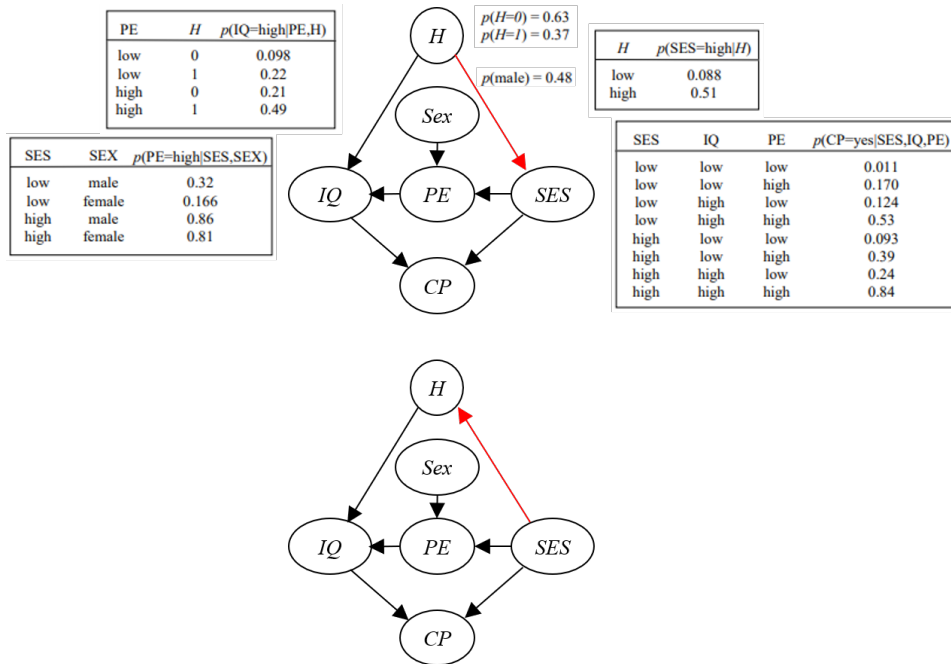 PE H p(IQ=high|PE,H)
low 0 0.098
low 1 0.22
high 0 0.21
high 1 0.49
SES SEX p(PE=high|SES,SEX)
low male 0.32
low female 0.166
high male 0.86
high female 0.81
H
p(H=0) = 0.63
p(H=1) = 0.37
p(male) = 0.48
Sex
IQ PE SES
CP
H p(SES=high|H)
low 0.088
high 0.51
SES IQ PE p(CP=yes|SES,IQ,PE)
low low low 0.011
low low high 0.170
low high low 0.124
low high high 0.53
high low low 0.093
high low high 0.39
high high low 0.24
high high high 0.84
H
Sex
IQ PE SES
CP